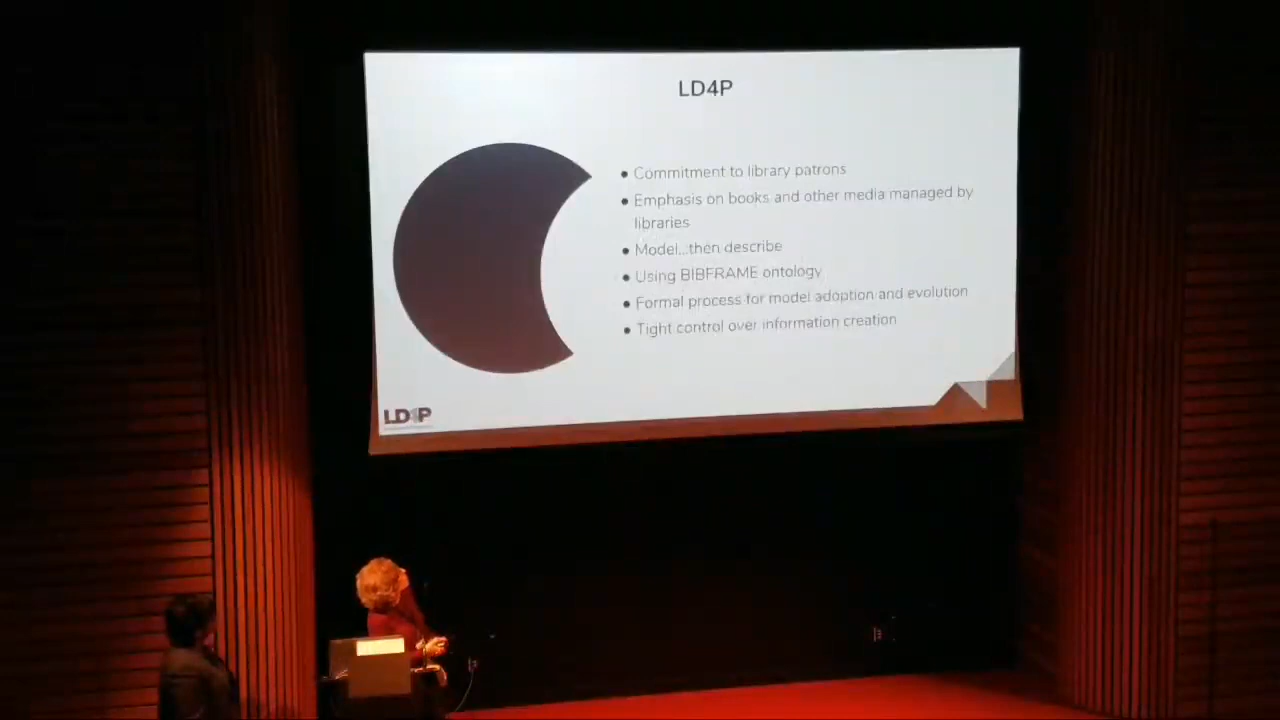 LD4P
Commitment to library patrons
Emphasis on books and other media managed by
libraries
Model...then describe
Using BIBFRAME ontology
Formal process for model adoption and evolution
Tight control over information creation
LD4P